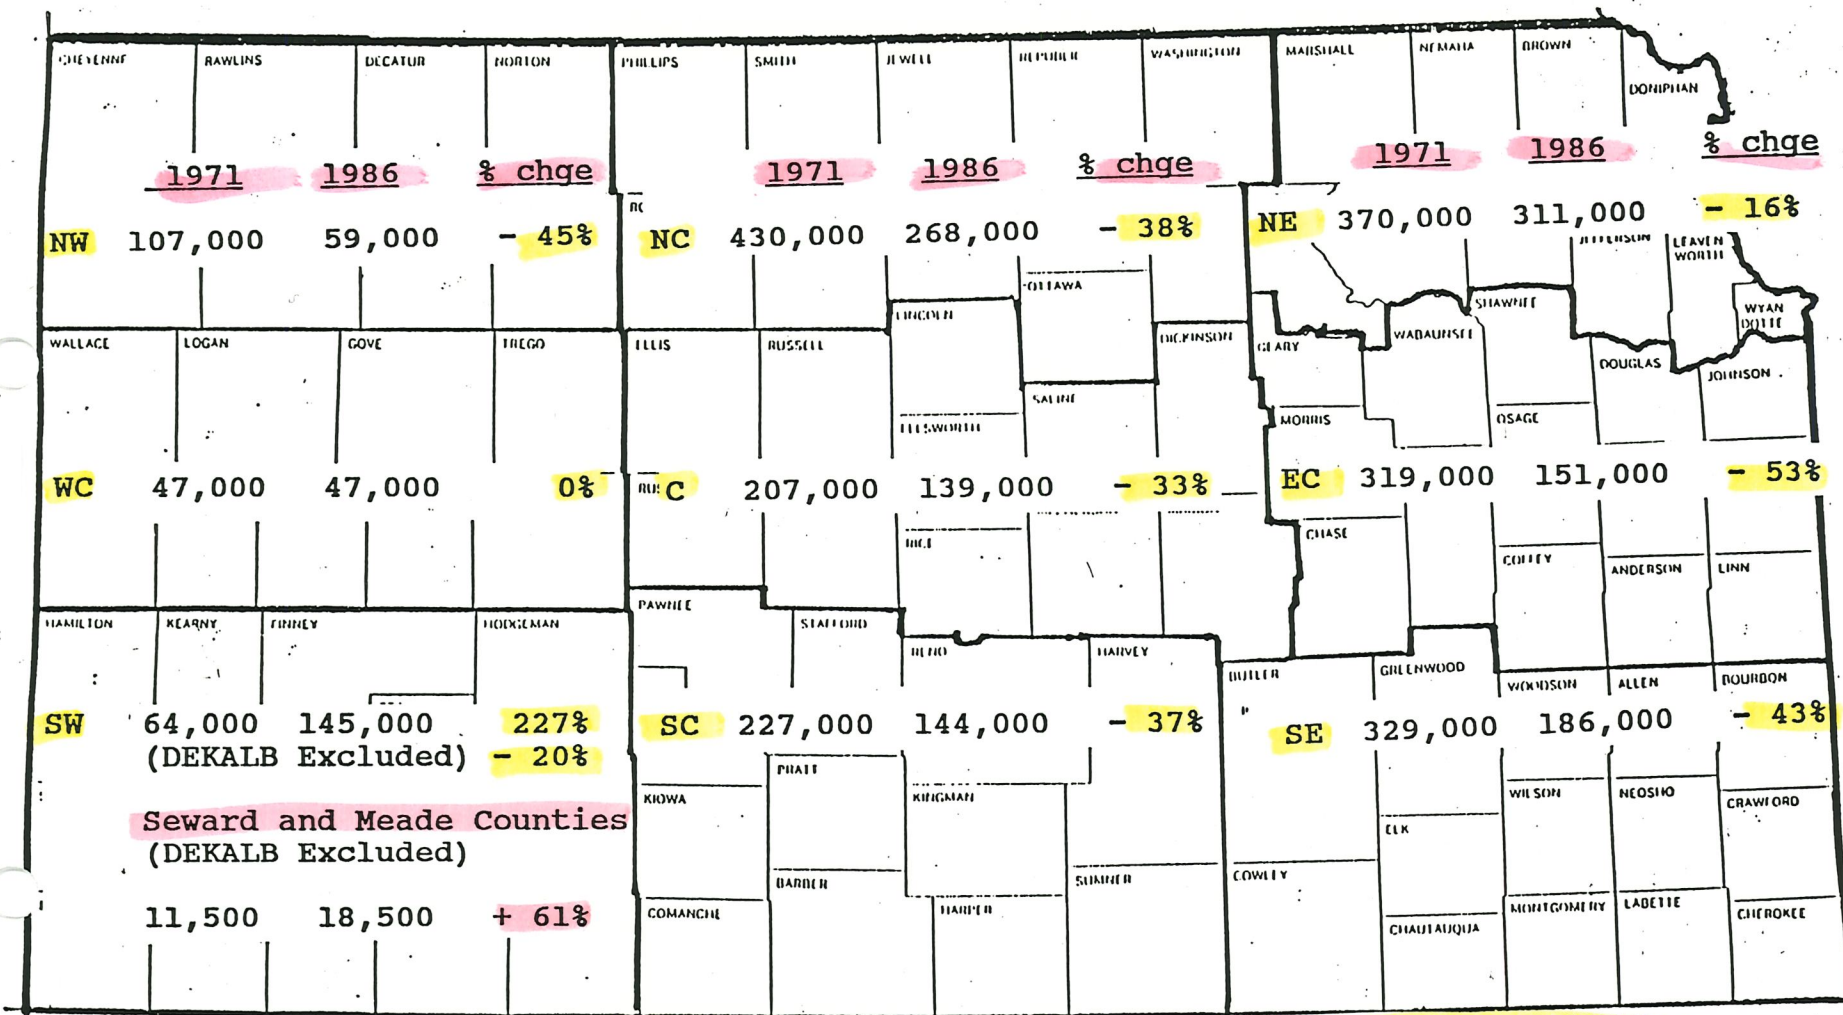 CHEYENNE RAWLINS DECATUR NORTON PHILLIPS SMITH JEWELL REPUBLIC WASHINGTON MARSHALL NEMAHA BROWN
DONIPHAN
1971 1986 % chge 1971 1986 % chge 1971 1986 % chge
NW 107,000 59,000 - 45% NC 430,000 268,000 - 38% NE 370,000 311,000 - 16%
JEFFERSON LEAVEN
WORTH
OTTAWA
LINCOLN SHAWNEE WYAN
DOTTE
WALLACE LOGAN GOVE TREGO ELLIS RUSSELL DICKINSON GEARY WABAUNSEE
DOUGLAS JOHNSON
SALINE
ELLSWORTH MORRIS OSAGE
WC 47,000 47,000 0% RUS C 207,000 139,000 - 33% EC 319,000 151,000 - 53%
RICE CHASE
COFFEY ANDERSON LINN
PAWNEE
HAMILTON KEARNY FINNEY HODGEMAN STAFFORD
RENO HARVEY
BUTLER GREENWOOD WOODSON ALLEN BOURBON
SW 64,000 145,000 227% SC 227,000 144,000 - 37% SE 329,000 186,000 - 43%
(DEKALB Excluded) - 20%
PRATT
KIOWA KINGMAN WILSON NEOSHO CRAWFORD
Seward and Meade Counties
ELK
(DEKALB Excluded)
BARBER SUMNER COWLEY
11,500 18,500 + 61%
COMANCHE HARPER MONTGOMERY LABETTE CHEROKEE
CHAUTAUQUA